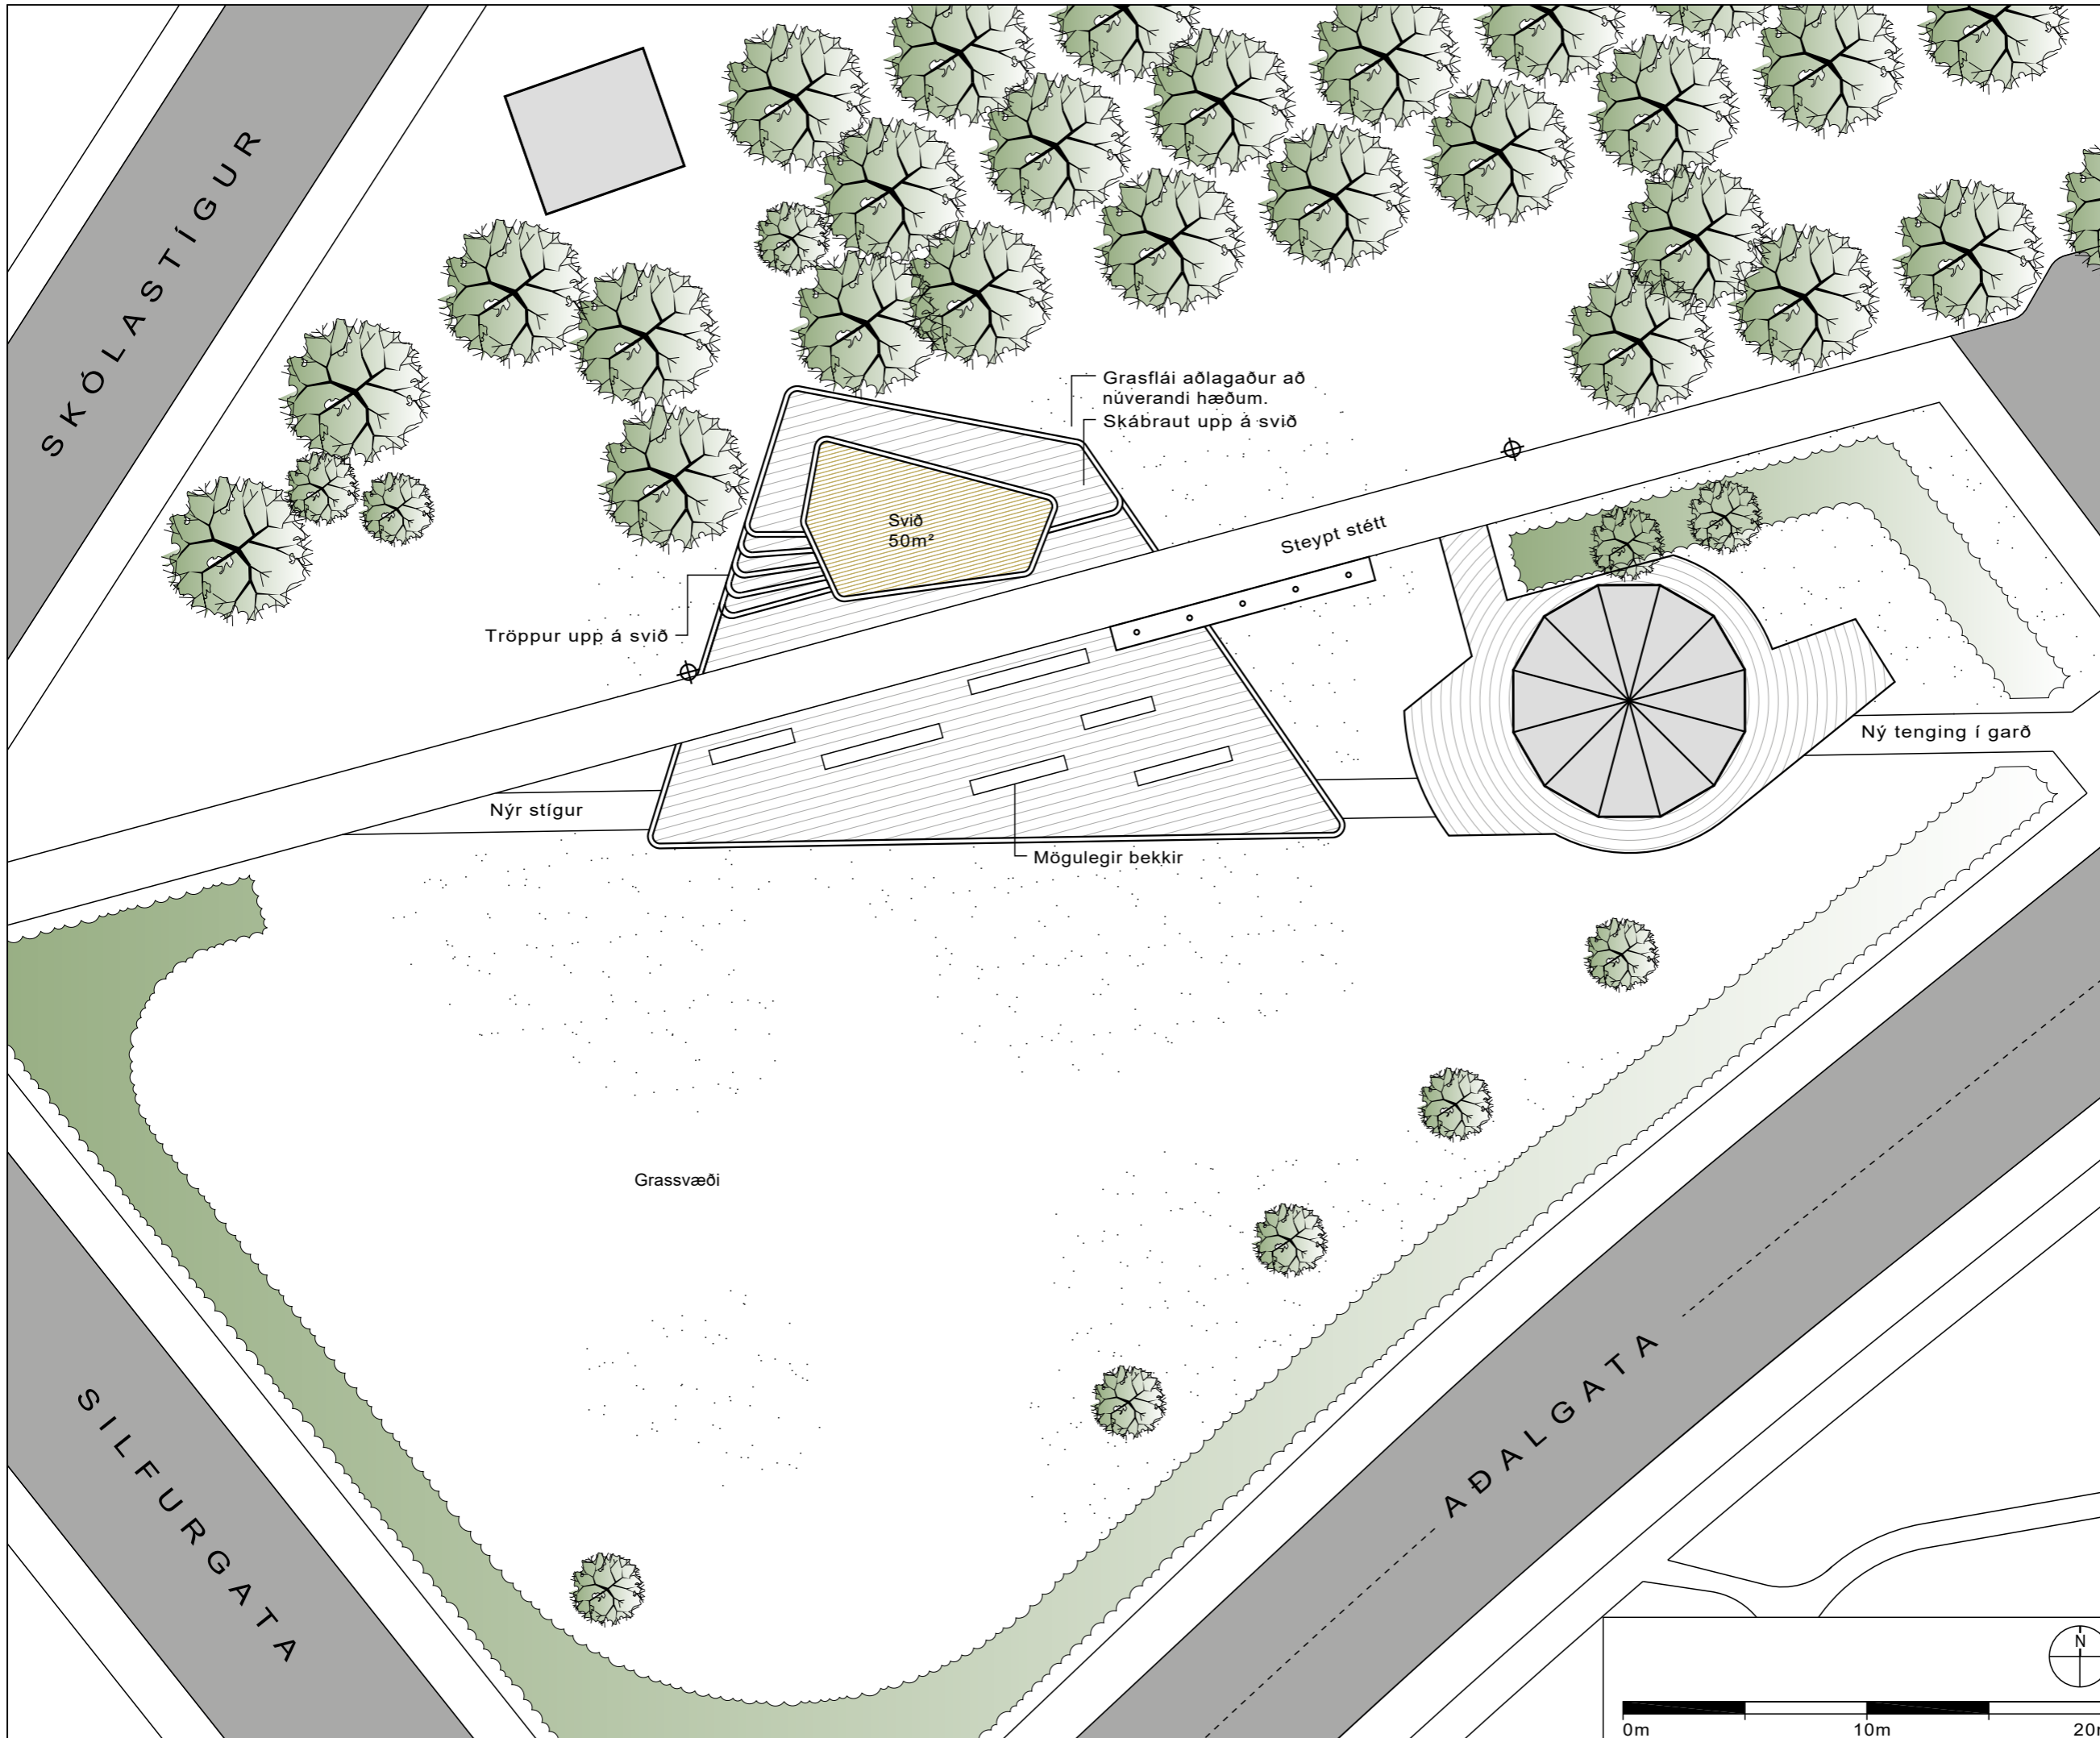 SKÓLASTÍGUR
Grasflái aðlagaður að
núverandi hæðum.
Skábraut upp á svið
Svið
50m²
Steypt stétt
Tröppur upp á svið
Ný tenging í garð
Nýr stígur
Mögulegir bekkir
Grassvæði
AÐALGATA
SILFURGATA
N
0m 10m 20m